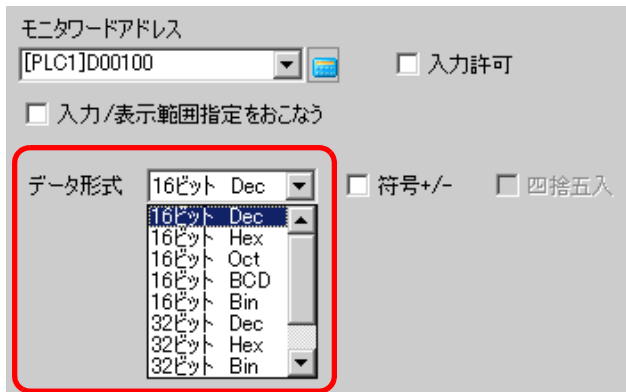 モニタワードアドレス
[PLC1]D00100
入力許可
入力/表示範囲指定をおこなう
データ形式 16ビット Dec 符号+/- 四捨五入
16ビット Dec
16ビット Hex
16ビット Oct
16ビット BCD
16ビット Bin
32ビット Dec
32ビット Hex
32ビット Bin